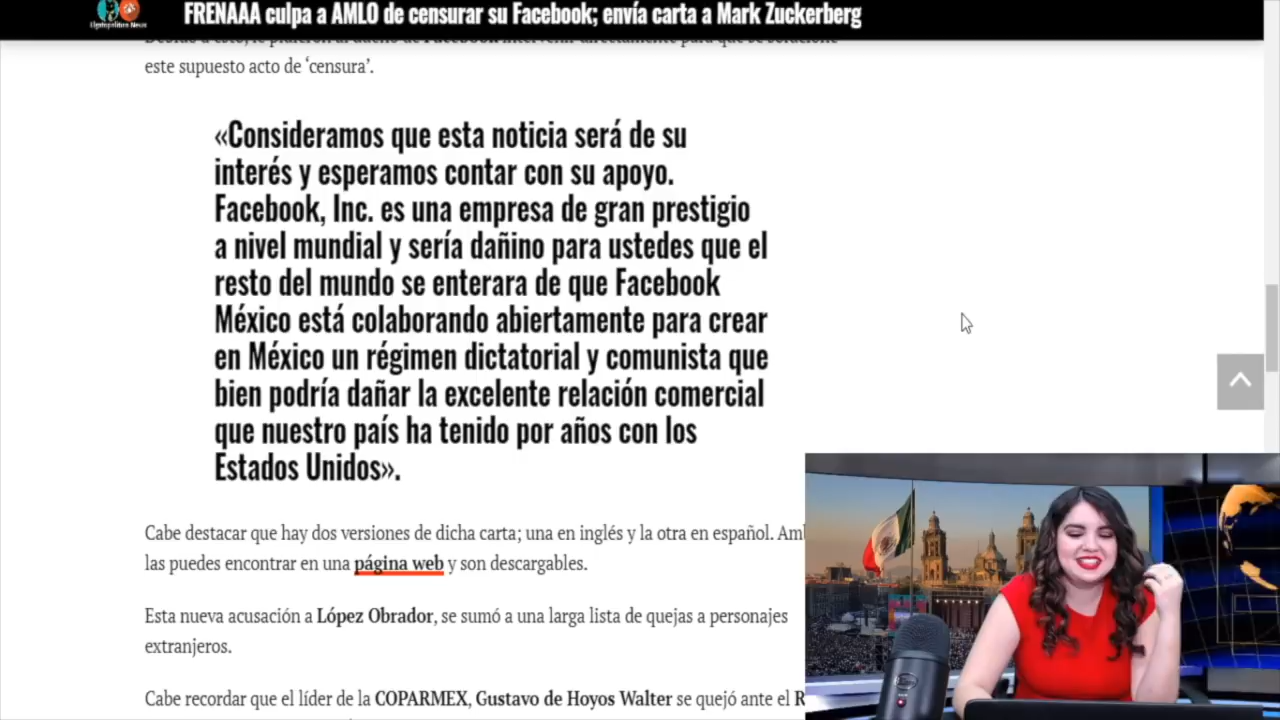 FRENAAA culpa a AMLO de censurar su Facebook; envía carta a Mark Zuckerberg
este supuesto acto de ‘censura’.
«Consideramos que esta noticia será de su
interés y esperamos contar con su apoyo.
Facebook, Inc. es una empresa de gran prestigio
a nivel mundial y sería dañino para ustedes que el
resto del mundo se enterara de que Facebook
México está colaborando abiertamente para crear
en México un régimen dictatorial y comunista que
bien podría dañar la excelente relación comercial
que nuestro país ha tenido por años con los
Estados Unidos».
Cabe destacar que hay dos versiones de dicha carta; una en inglés y la otra en español.
las puedes encontrar en una página web y son descargables.
Esta nueva acusación a López Obrador, se sumó a una larga lista de quejas a personajes
extranjeros.
Cabe recordar que el líder de la COPARMEX, Gustavo de Hoyos Walter se quejó ante el